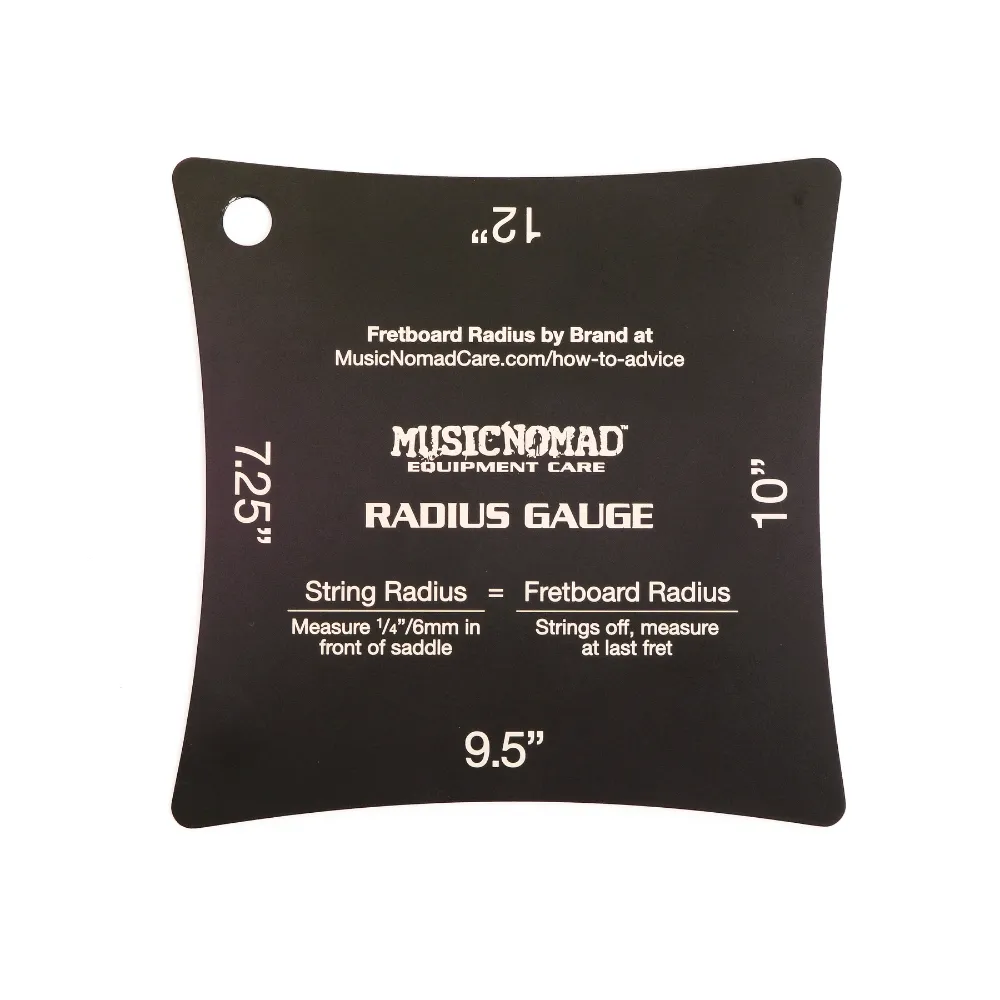 12”
Fretboard Radius by Brand at
MusicNomadCare.com/how-to-advice
MUSICNOMAD™
EQUIPMENT CARE
RADIUS GAUGE
7.25”
10”
String Radius = Fretboard Radius
Measure ¼”/6mm in front of saddle
Strings off, measure at last fret
9.5”